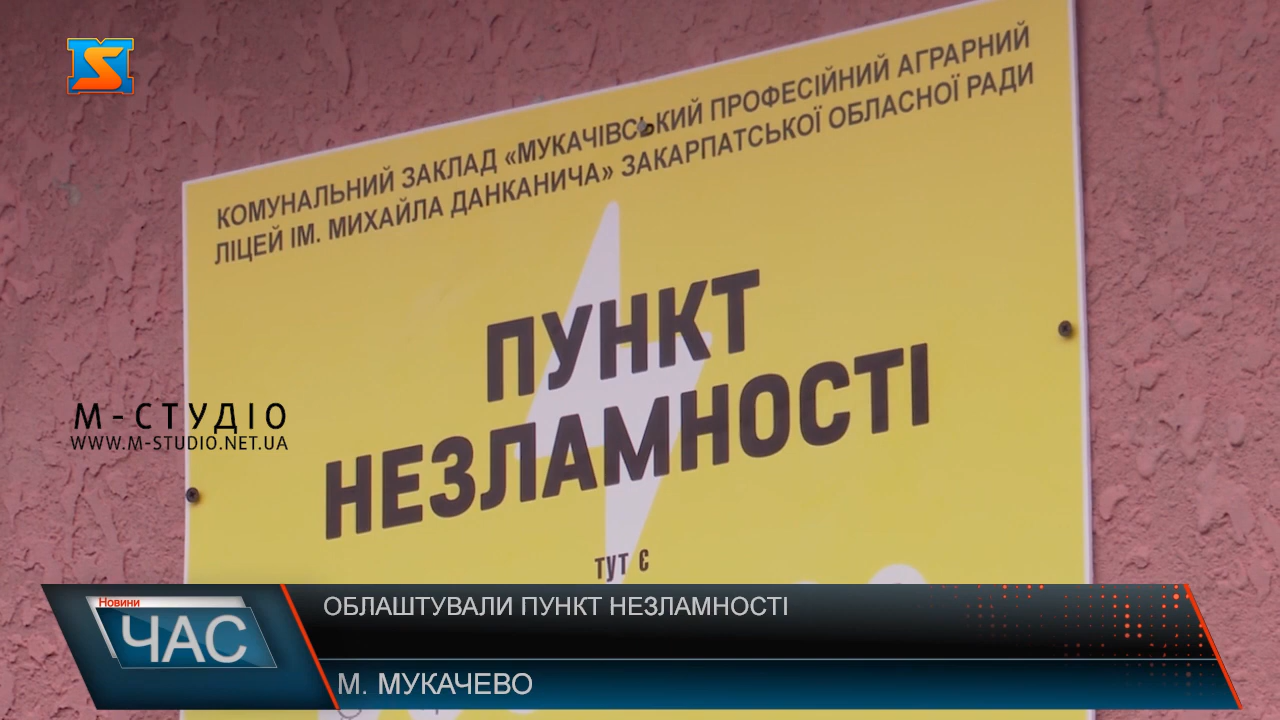 КОМУНАЛЬНИЙ ЗАКЛАД «МУКАЧІВСЬКИЙ ПРОФЕСІЙНИЙ АГРАРНИЙ
ЛІЦЕЙ ІМ. МИХАЙЛА ДАНКАНИЧА» ЗАКАРПАТСЬКОЇ ОБЛАСНОЇ РАДИ
ПУНКТ
НЕЗЛАМНОСТІ
тут є
М-СТУДІО
WWW.M-STUDIO.NET.UA
Новини
ЧАС
ОБЛАШТУВАЛИ ПУНКТ НЕЗЛАМНОСТІ
М. МУКАЧЕВО